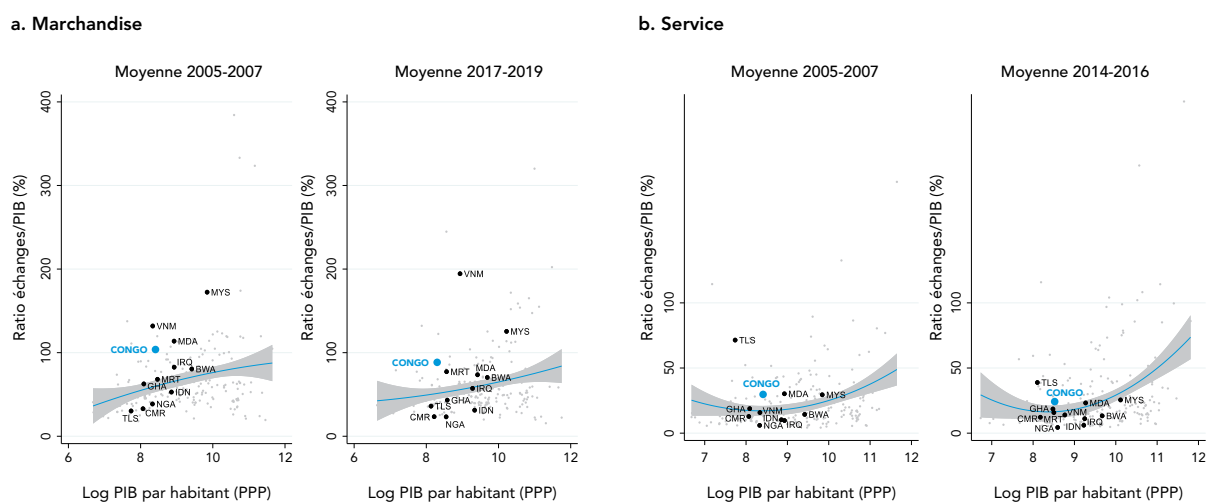 a. Marchandise
Moyenne 2005-2007
Ratio échanges/PIB (%)
400
300
200
100
0
MYS
VNM
MDA
CONGO
IRQ
BWA
MRT
GHA
IDN
NGA
CMR
TLS
6 8 10 12
Log PIB par habitant (PPP)
Moyenne 2017-2019
Ratio échanges/PIB (%)
400
300
200
100
0
VNM
MYS
CONGO
MRT
MDA
BWA
IRQ
GHA
TLS
IDN
CMR
NGA
6 8 10 12
Log PIB par habitant (PPP)
b. Service
Moyenne 2005-2007
Ratio échanges/PIB (%)
100
50
0
TLS
CONGO
MDA
MYS
GHA
VNM
BWA
CMR
IDN
NGA
IRQ
7 8 9 10 11 12
Log PIB par habitant (PPP)
Moyenne 2014-2016
Ratio échanges/PIB (%)
100
50
0
TLS
CONGO
MYS
MDA
GHA
VNM
BWA
CMR
MRT
IRQ
IDN
NGA
7 8 9 10 11 12
Log PIB par habitant (PPP)